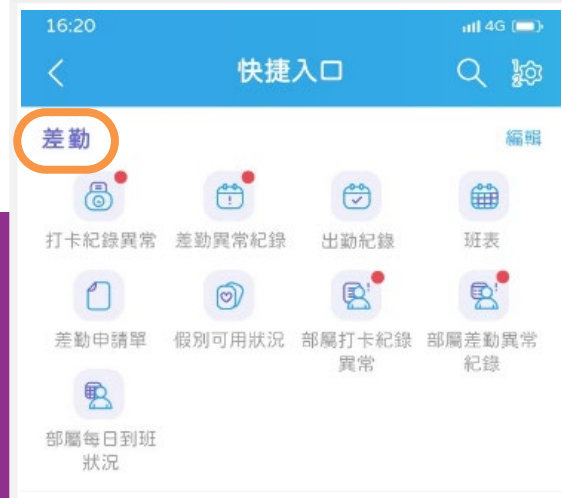 16:20
4G
快捷入口
差勤
編輯
打卡紀錄異常 差勤異常紀錄 出勤紀錄 班表
差勤申請單 假別可用狀況 部屬打卡紀錄 部屬差勤異常
異常 紀錄
部屬每日到班
狀況